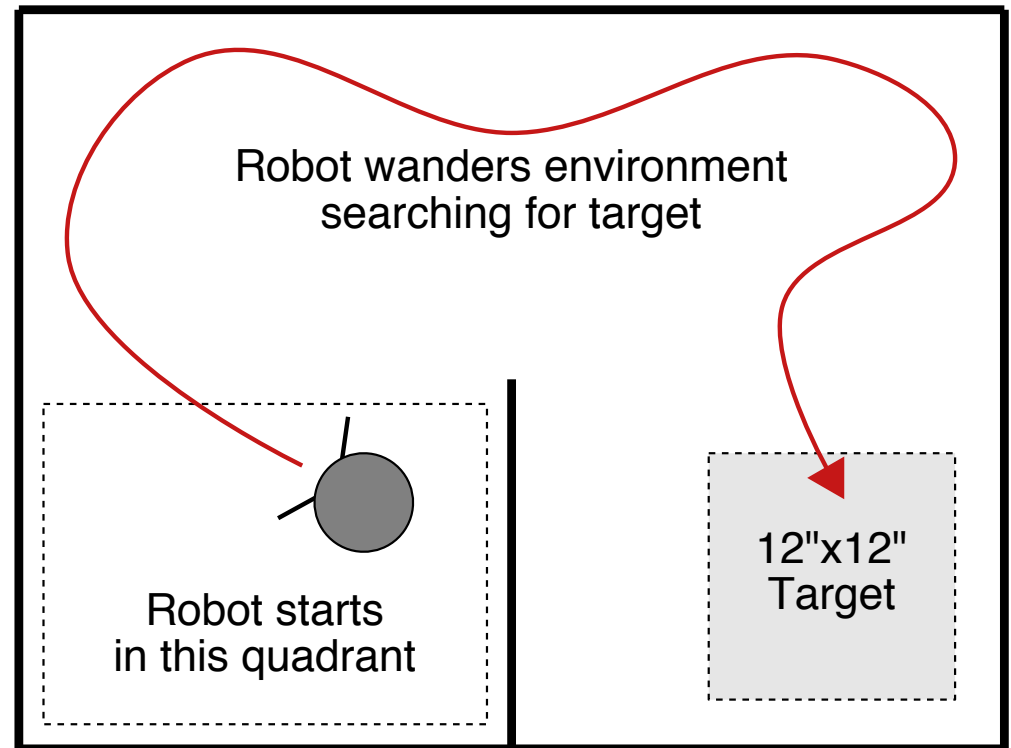 Robot wanders environment
searching for target
12"x12"
Target
Robot starts
in this quadrant